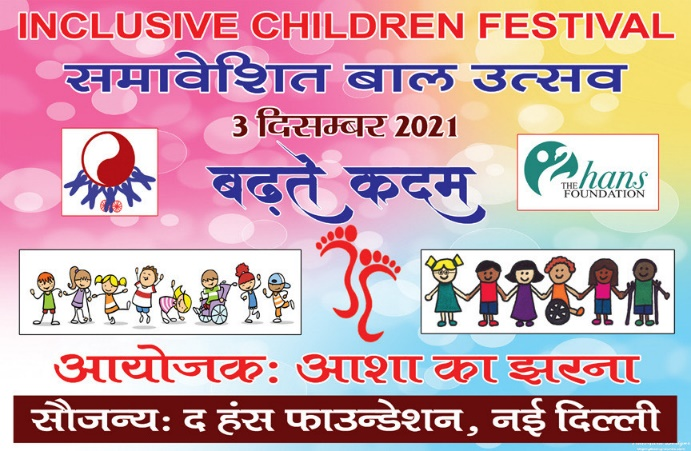 INCLUSIVE CHILDREN FESTIVAL
समावेशित बाल उत्सव
3 दिसम्बर 2021
बढ़ते कदम
THE hans
FOUNDATION
आयोजक: आशा का झरना
सौजन्य: द हंस फाउन्डेशन, नई दिल्ली